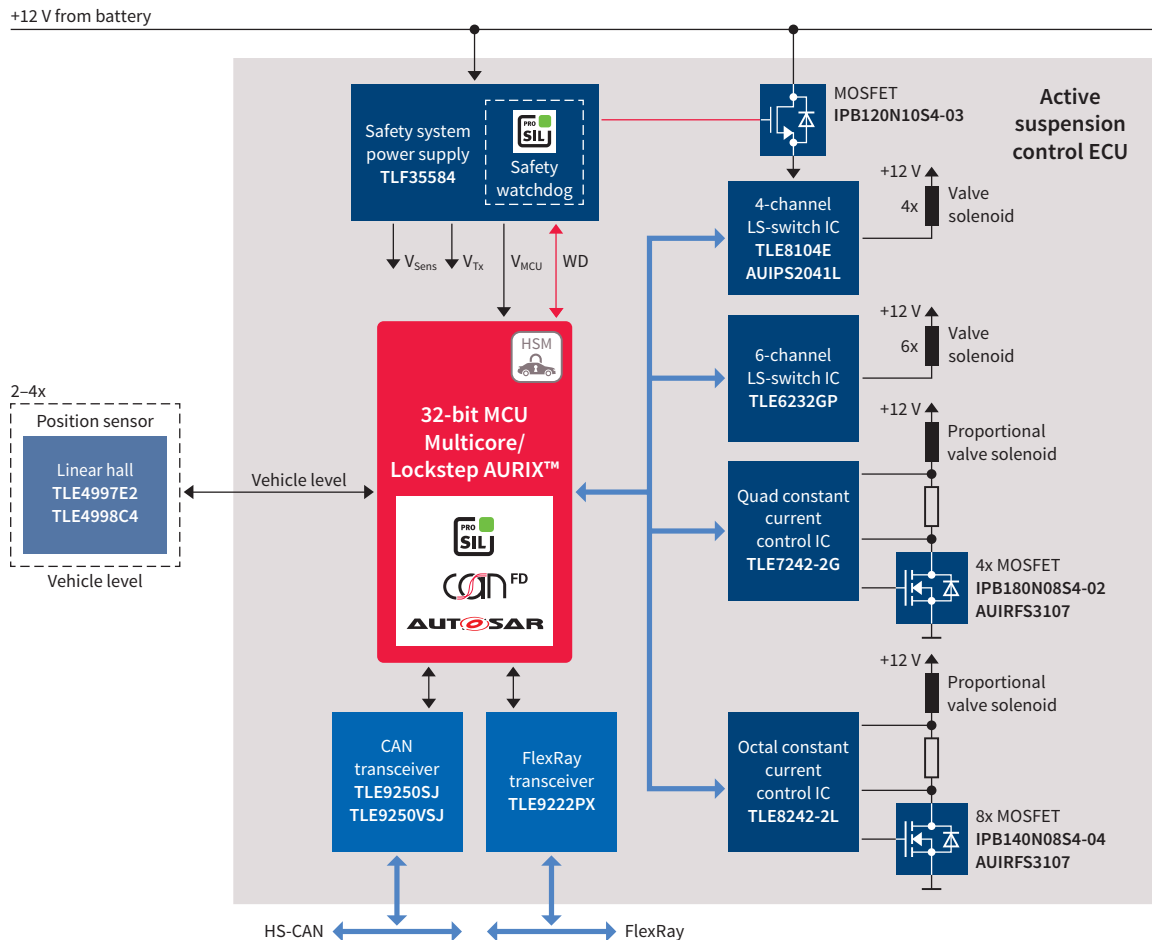 +12 V from battery
Safety system
power supply
TLF35584
PRO
SIL
Safety
watchdog
MOSFET
IPB120N10S4-03
Active
suspension
control ECU
4-channel
LS-switch IC
TLE8104E
AUIPS2041L
+12 V
4x
Valve
solenoid
VSens
VTx
VMCU
WD
6-channel
LS-switch IC
TLE6232GP
+12 V
6x
Valve
solenoid
HSM
32-bit MCU
Multicore/
Lockstep AURIX™
PRO
SIL
CAN FD
AUTOSAR
2–4x
Position sensor
Linear hall
TLE4997E2
TLE4998C4
Vehicle level
Vehicle level
Quad constant
current
control IC
TLE7242-2G
+12 V
Proportional
valve solenoid
4x MOSFET
IPB180N08S4-02
AUIRFS3107
Octal constant
current
control IC
TLE8242-2L
+12 V
Proportional
valve solenoid
8x MOSFET
IPB140N08S4-04
AUIRFS3107
CAN
transceiver
TLE9250SJ
TLE9250VSJ
FlexRay
transceiver
TLE9222PX
HS-CAN
FlexRay